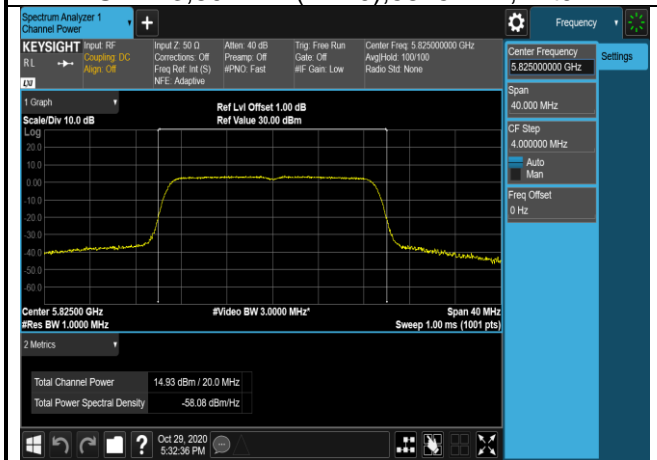 Spectrum Analyzer 1
Channel Power
Frequency
KEYSIGHT
Input: RF
Coupling: DC
Align: Off
Input Z: 50 Ω
Corrections: Off
Freq Ref: Int (S)
NFE: Adaptive
Atten: 40 dB
Preamp: Off
#PNO: Fast
Trig: Free Run
Gate: Off
#IF Gain: Low
Center Freq: 5.825000000 GHz
Avg|Hold: 100/100
Radio Std: None
RL
LXI
Center Frequency
5.825000000 GHz
Settings
Span
40.000 MHz
CF Step
4.000000 MHz
Auto
Man
Freq Offset
0 Hz
1 Graph
Scale/Div 10.0 dB
Ref Lvl Offset 1.00 dB
Ref Value 30.00 dBm
Log
20.0
10.0
0.00
-10.0
-20.0
-30.0
-40.0
-50.0
-60.0
Center 5.82500 GHz
#Res BW 1.0000 MHz
#Video BW 3.0000 MHz*
Span 40 MHz
Sweep 1.00 ms (1001 pts)
2 Metrics
Total Channel Power 14.93 dBm / 20.0 MHz
Total Power Spectral Density -58.08 dBm/Hz
?
Oct 29, 2020
5:32:36 PM